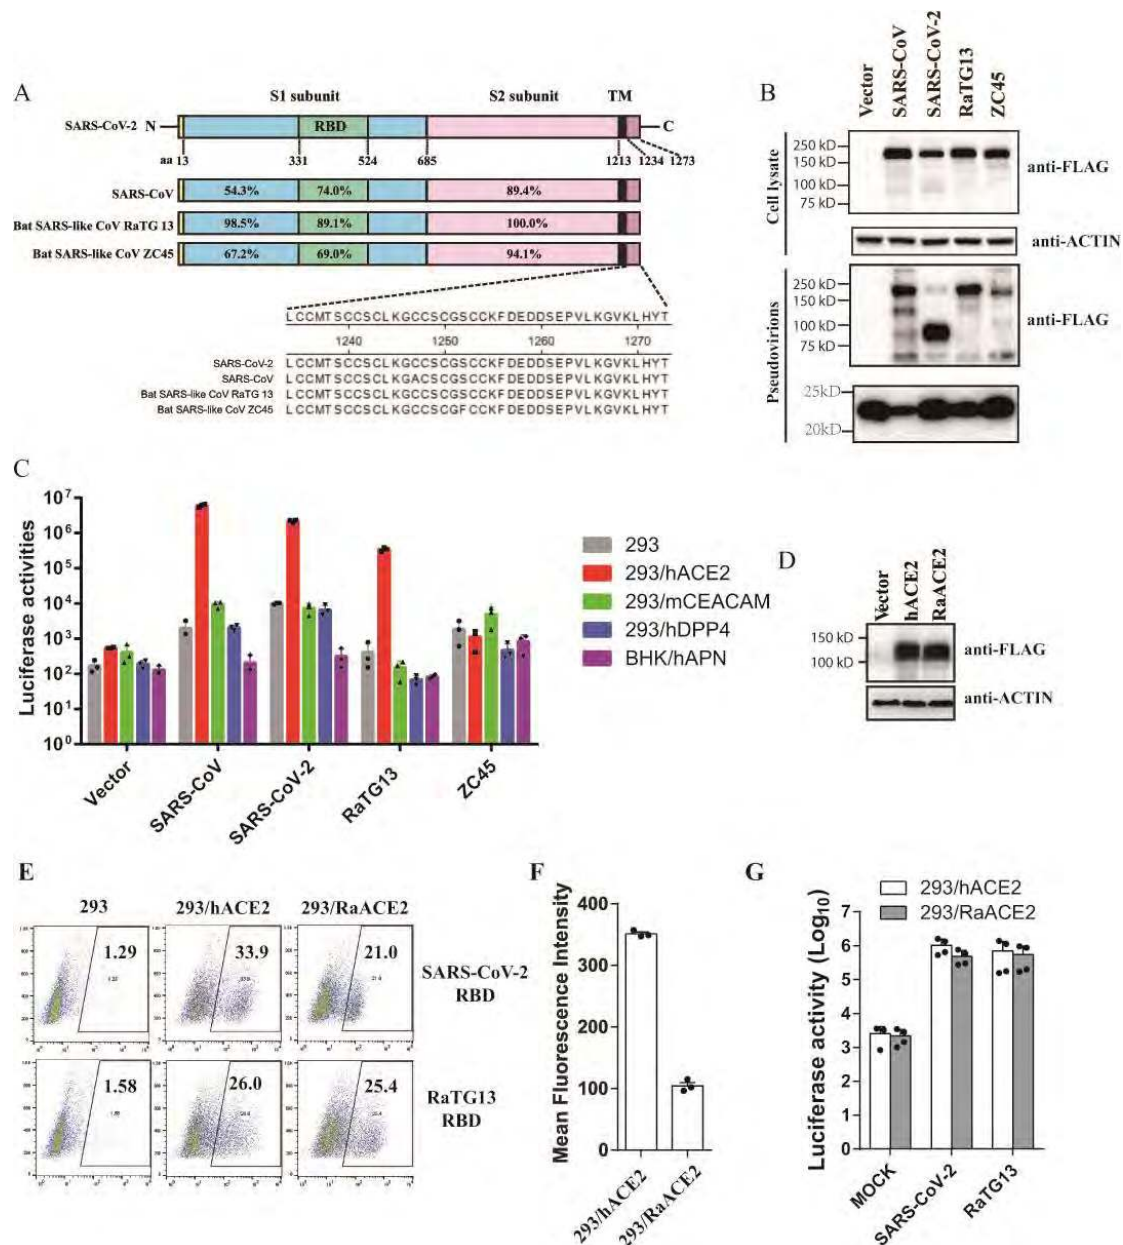 A
S1 subunit S2 subunit TM
SARS-CoV-2 N RBD C
aa 13 331 524 685 1213 1234 1273
SARS-CoV 54.3% 74.0% 89.4%
Bat SARS-like CoV RaTG 13 98.5% 89.1% 100.0%
Bat SARS-like CoV ZC45 67.2% 69.0% 94.1%
LCCMTSCCSCLKGCCSCGSCCKFDEDDSEPVLKGVKLHYT
1240 1250 1260 1270
SARS-CoV-2 LCCMTSCCSCLKGCCSCGSCCKFDEDDSEPVLKGVKLHYT
SARS-CoV LCCMTSCCSCLKGACSCGSCCKFDEDDSEPVLKGVKLHYT
Bat SARS-like CoV RaTG 13 LCCMTSCCSCLKGCCSCGSCCKFDEDDSEPVLKGVKLHYT
Bat SARS-like CoV ZC45 LCCMTSCCSCLKGCCSCGFCCKFDEDDSEPVLKGVKLHYT
B
Vector SARS-CoV SARS-CoV-2 RaTG13 ZC45
Cell lysate
250 kD
150 kD
100 kD
75 kD
anti-FLAG
anti-ACTIN
Pseudovirions
250 kD
150 kD
100 kD
75 kD
anti-FLAG
25kD
20kD
C
Luciferase activities
10⁷
10⁶
10⁵
10⁴
10³
10²
10¹
10⁰
Vector SARS-CoV SARS-CoV-2 RaTG13 ZC45
293
293/hACE2
293/mCEACAM
293/hDPP4
BHK/hAPN
D
Vector hACE2 RaACE2
150 kD
100 kD
anti-FLAG
anti-ACTIN
E
293 293/hACE2 293/RaACE2
1.29 33.9 21.0
SARS-CoV-2
RBD
1.58 26.0 25.4
RaTG13
RBD
F
Mean Fluorescence Intensity
400
300
200
100
0
293/hACE2 293/RaACE2
G
293/hACE2
293/RaACE2
Luciferase activity (Log₁₀)
7
6
5
4
3
2
1
0
MOCK SARS-CoV-2 RaTG13